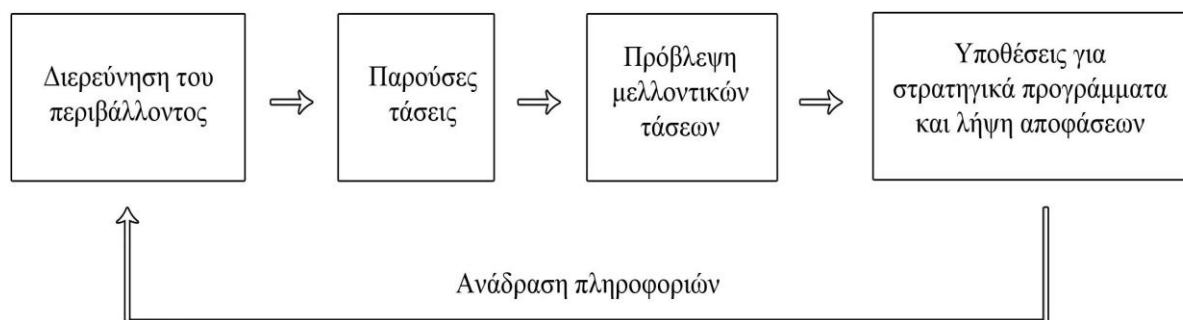 Διερεύνηση του
περιβάλλοντος
Παρούσες
τάσεις
Πρόβλεψη
μελλοντικών
τάσεων
Υποθέσεις για
στρατηγικά προγράμματα
και λήψη αποφάσεων
Ανάδραση πληροφοριών